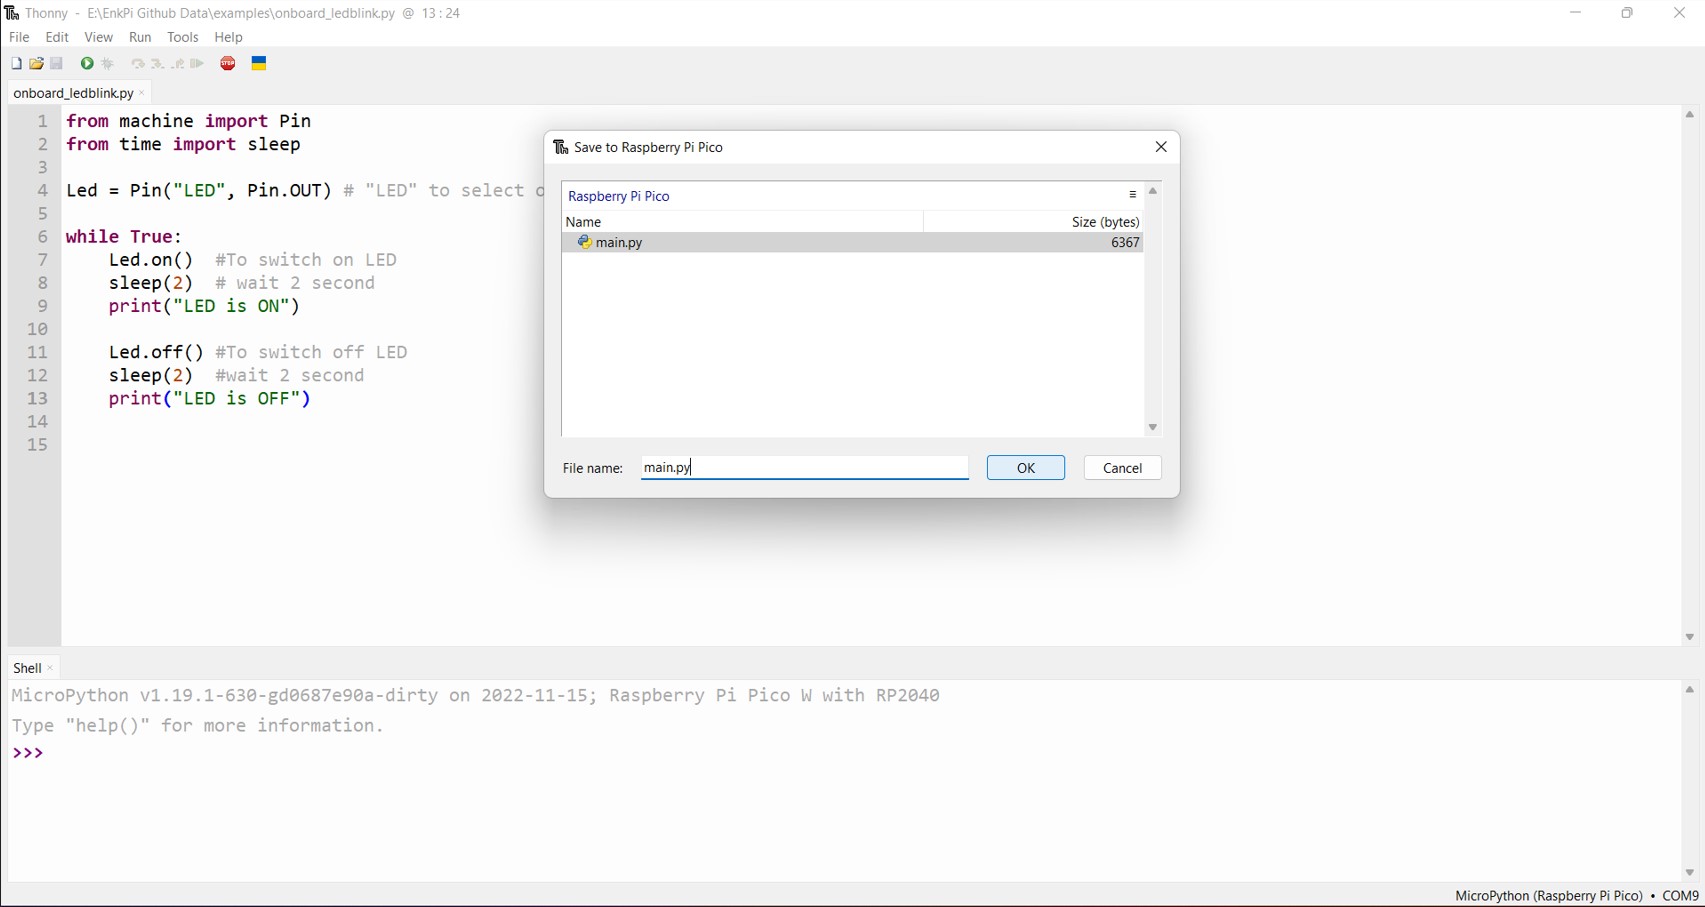 Thonny - E:\EnkPi Github Data\examples\onboard_ledblink.py @ 13 : 24
File Edit View Run Tools Help
STOP
onboard_ledblink.py ×
1 from machine import Pin
2 from time import sleep
3
4 Led = Pin("LED", Pin.OUT) # "LED" to select o
5
6 while True:
7 Led.on() #To switch on LED
8 sleep(2) # wait 2 second
9 print("LED is ON")
10
11 Led.off() #To switch off LED
12 sleep(2) #wait 2 second
13 print("LED is OFF")
14
15
Save to Raspberry Pi Pico
Raspberry Pi Pico
Name Size (bytes)
main.py 6367
File name: main.py OK Cancel
Shell ×
MicroPython v1.19.1-630-gd0687e90a-dirty on 2022-11-15; Raspberry Pi Pico W with RP2040
Type "help()" for more information.
>>>
MicroPython (Raspberry Pi Pico) • COM9